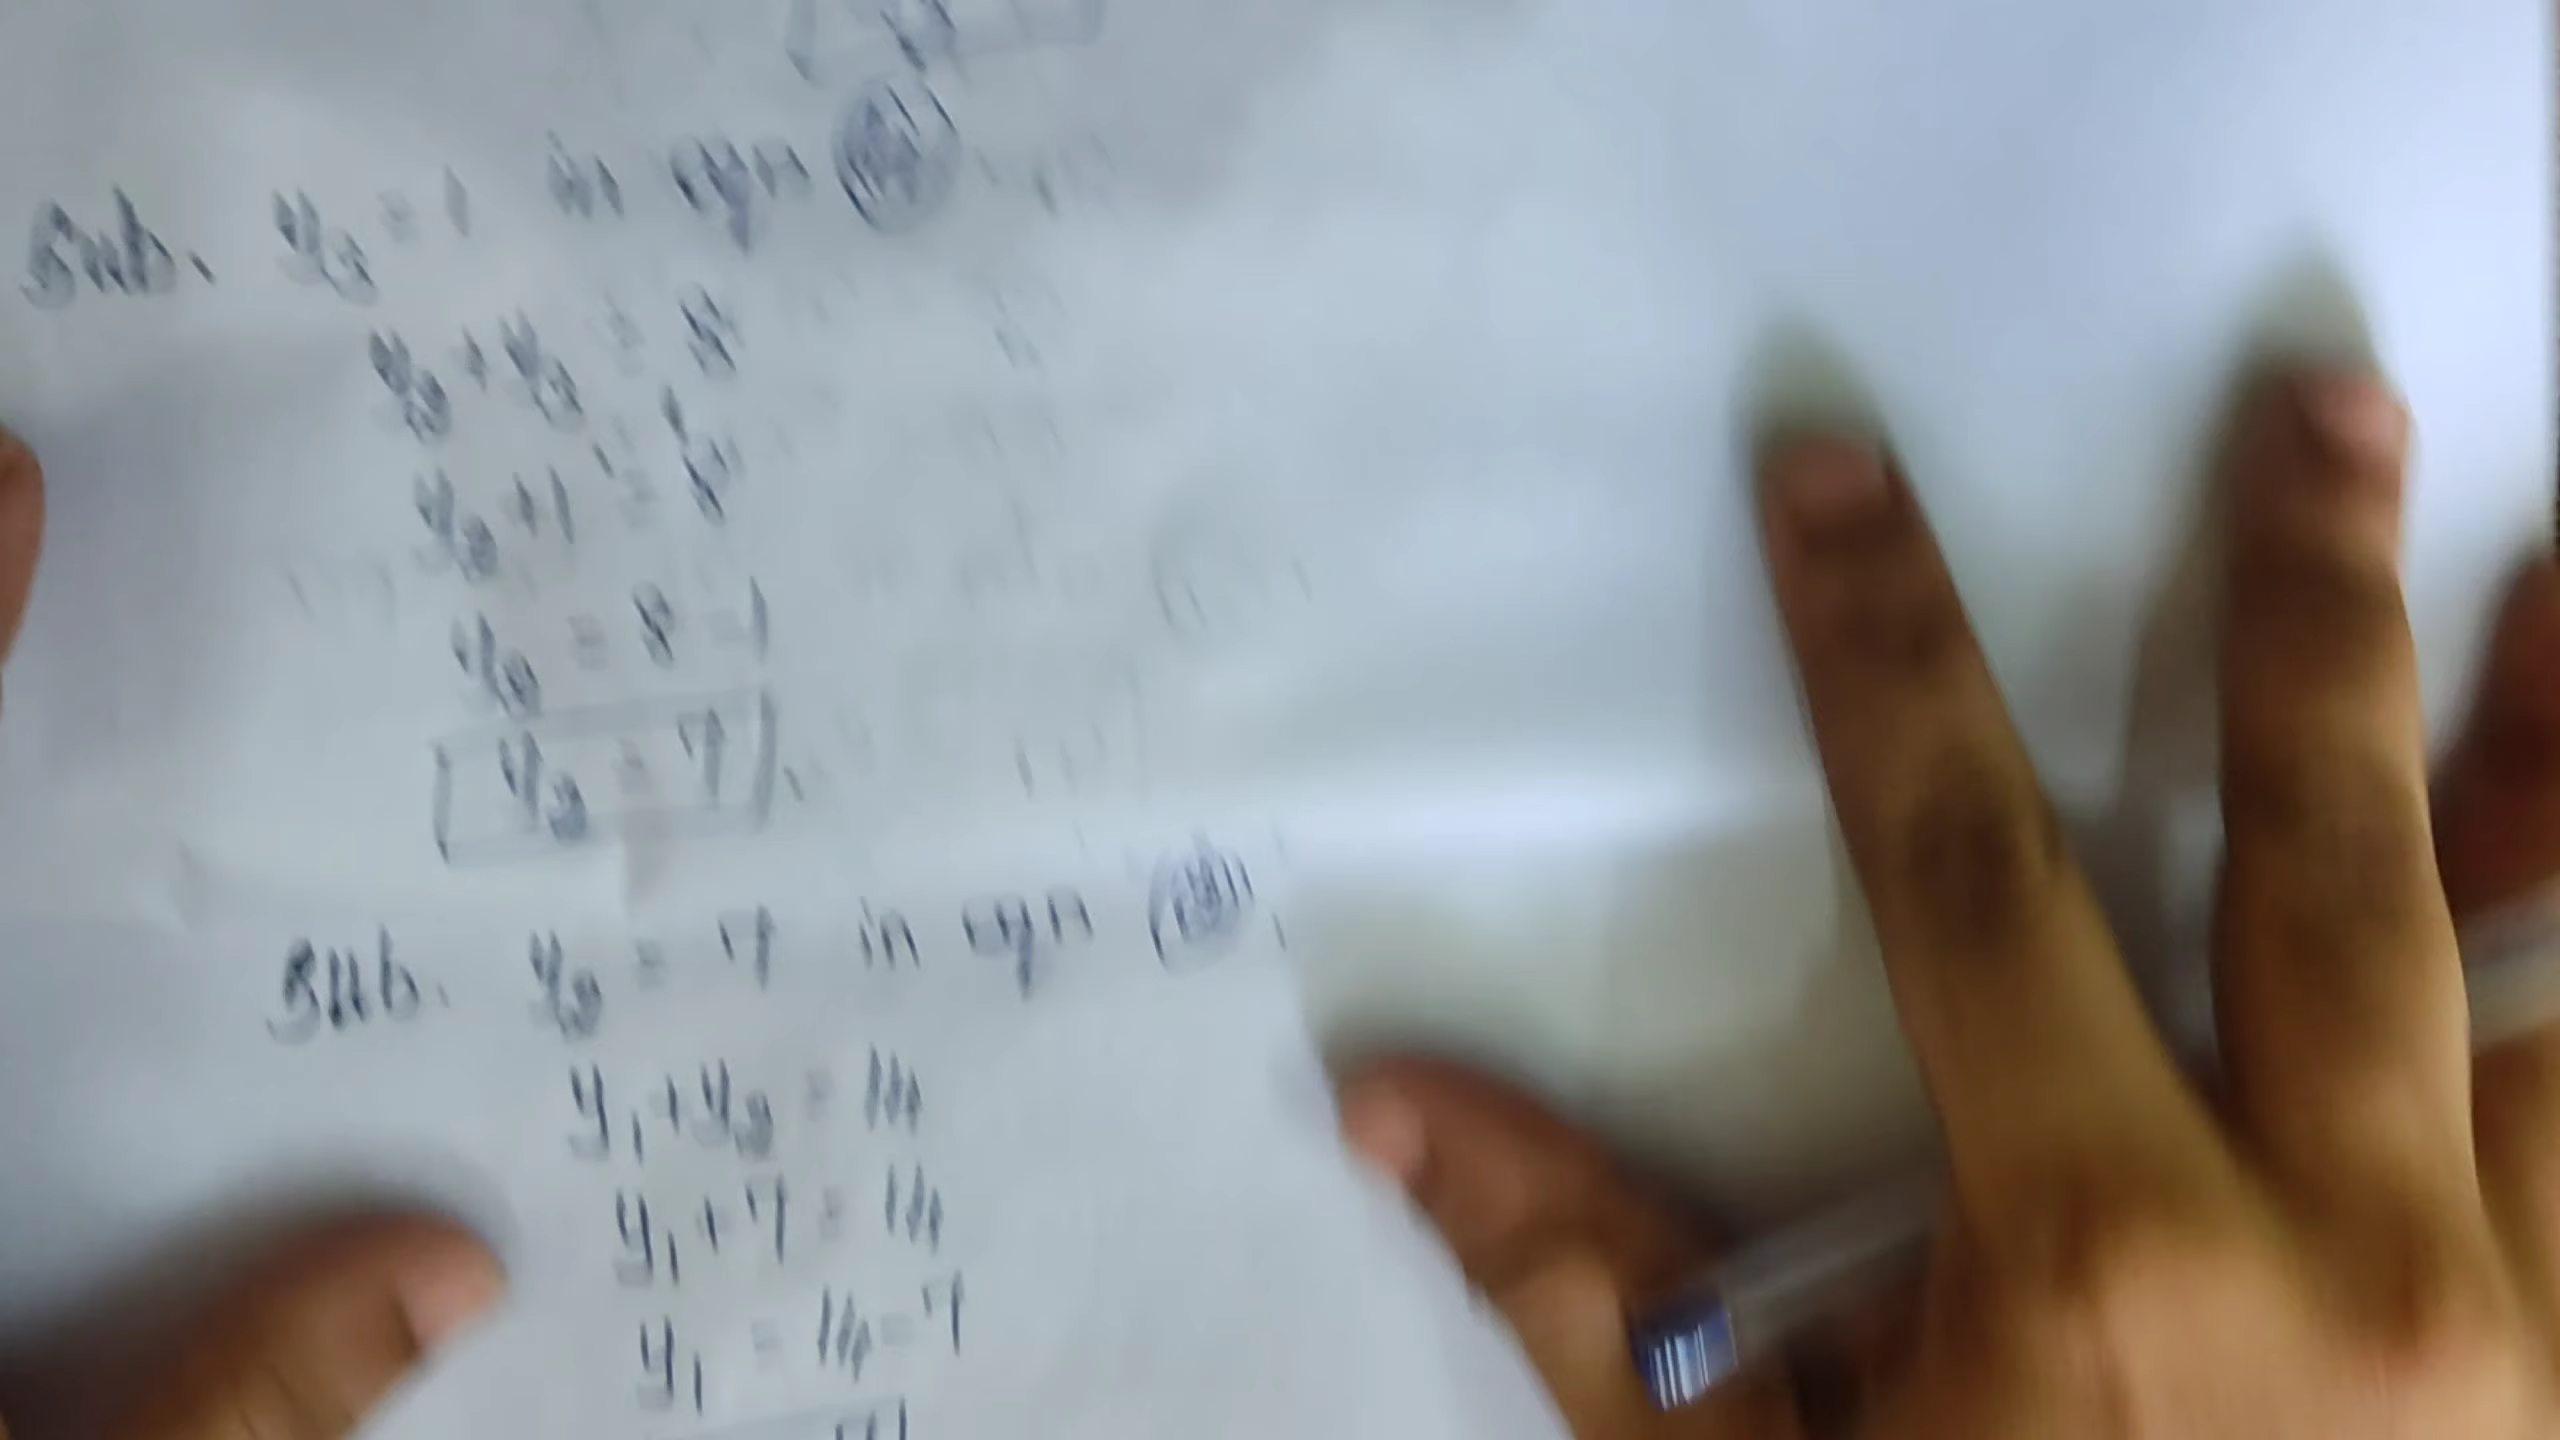 Sub. y₃ = 1 in eqn
y₂ + y₃ = 8
y₂ + 1 = 8
y₂ = 8 - 1
y₂ = 7
Sub. y₂ = 7 in eqn
y₁ + y₂ = 14
y₁ + 7 = 14
y₁ = 14 - 7